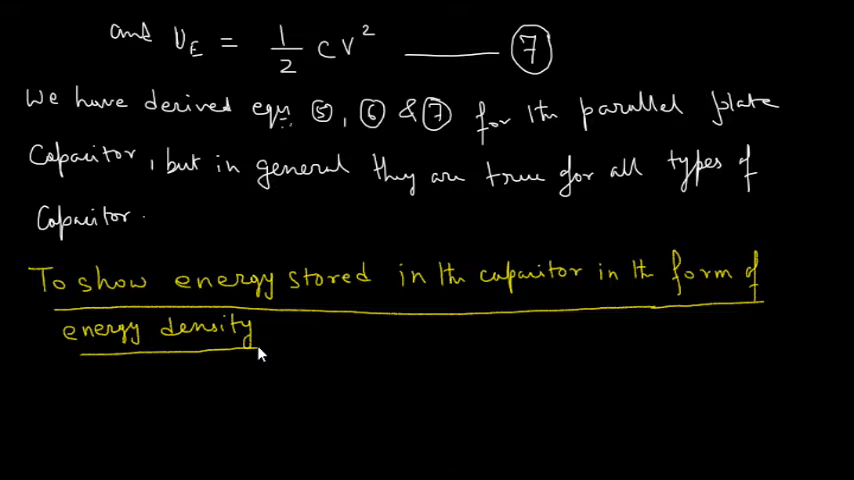 and U_E = 1/2 CV² —— ⑦
We have derived eqn ⑤, ⑥ & ⑦ for the parallel plate
Capacitor, but in general they are true for all types of
Capacitor.
To show energy stored in the capacitor in the form of
energy density